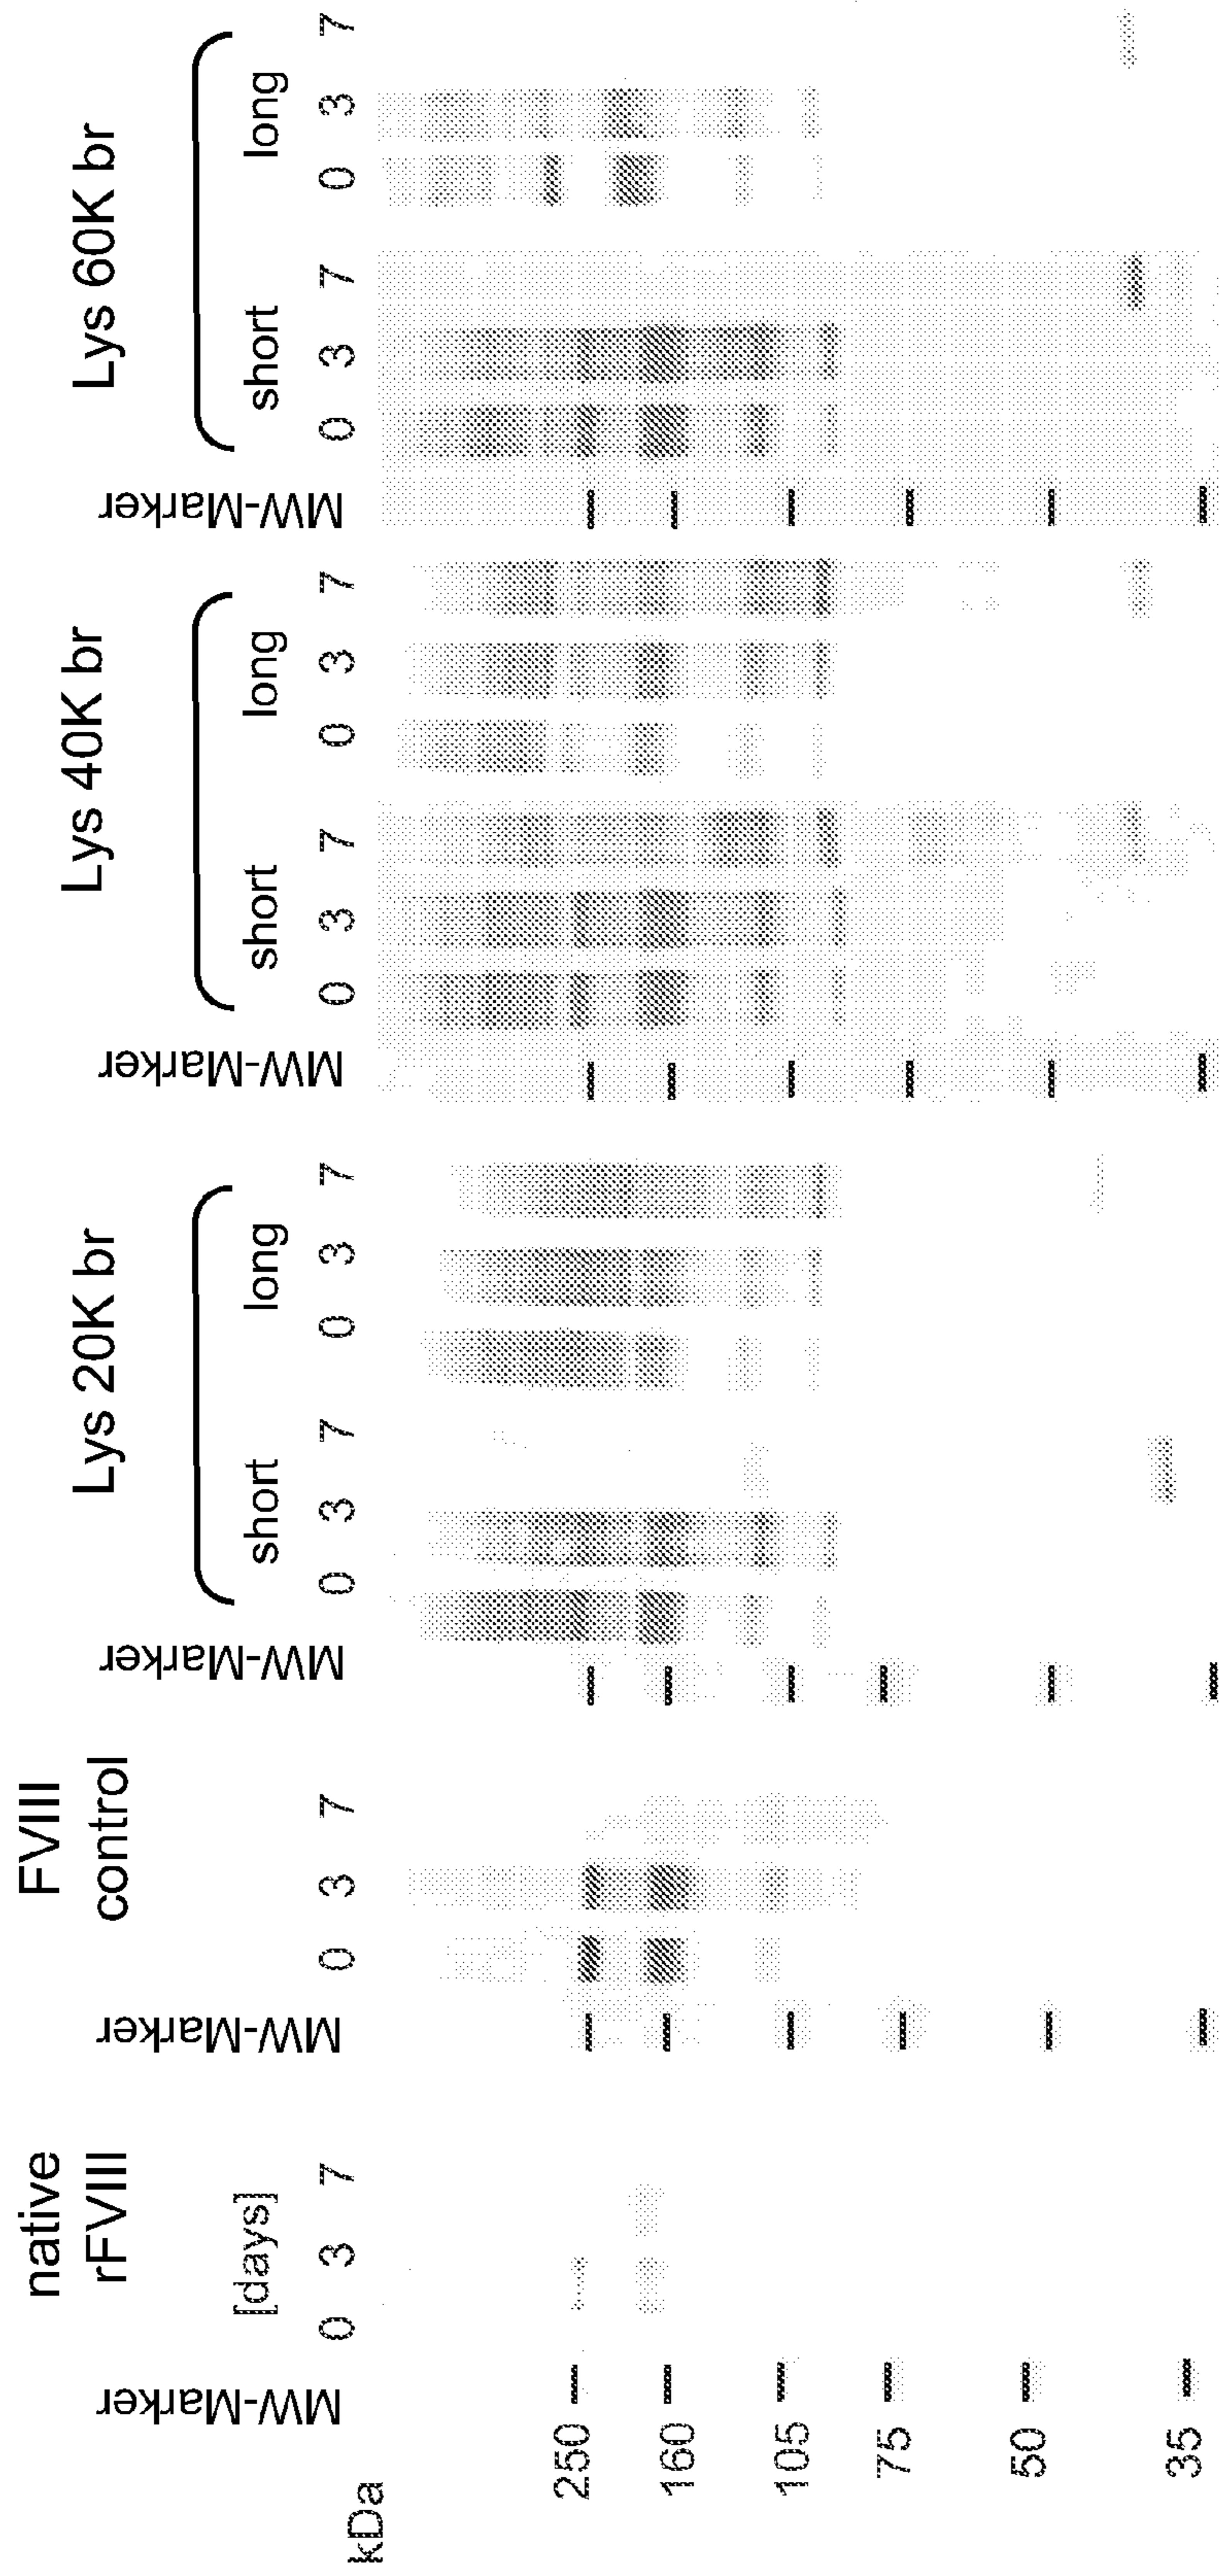 native
rFVIII
FVIII
control
Lys 20K br
Lys 40K br
Lys 60K br
[days]
short
long
short
long
short
long
kDa
MW-Marker
0 3 7
MW-Marker
0 3 7
MW-Marker
0 3 7
0 3 7
MW-Marker
0 3 7
0 3 7
MW-Marker
0 3 7
0 3 7
250
160
105
75
50
35